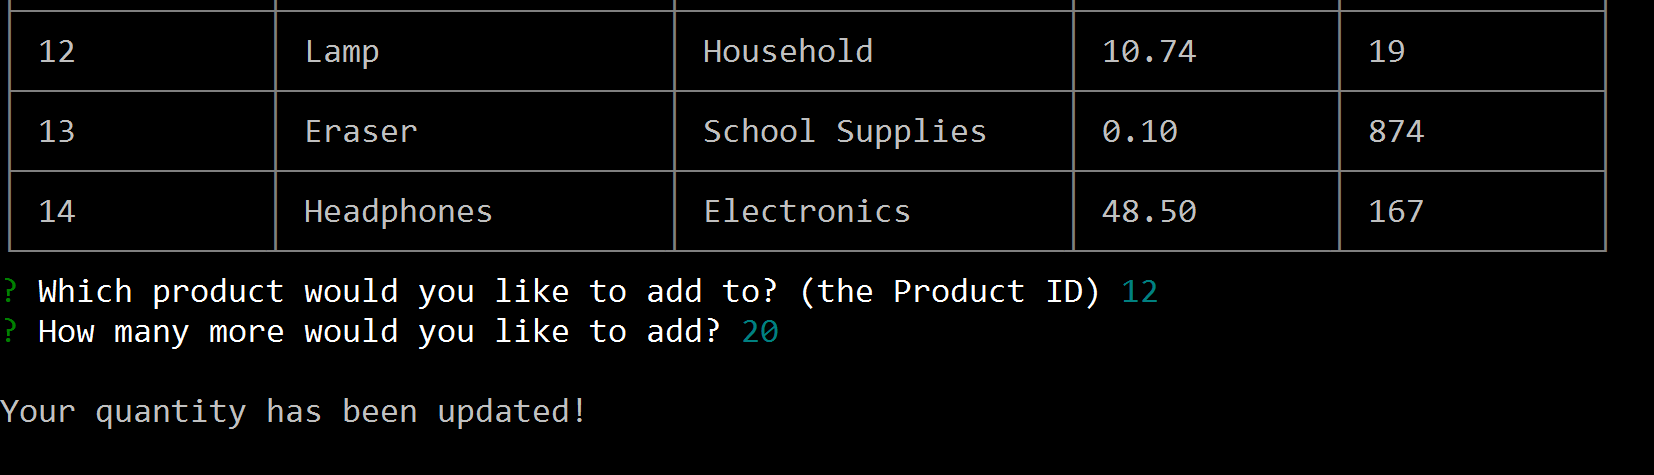 12 Lamp Household 10.74 19
13 Eraser School Supplies 0.10 874
14 Headphones Electronics 48.50 167
? Which product would you like to add to? (the Product ID) 12
? How many more would you like to add? 20
Your quantity has been updated!